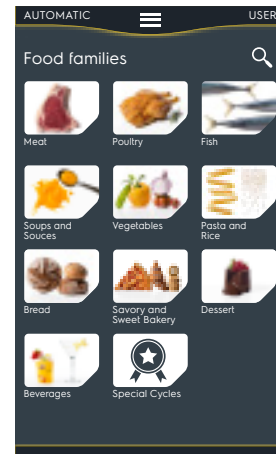 AUTOMATIC USER
Food families
Meat Poultry Fish
Soups and Souces Vegetables Pasta and Rice
Bread Savory and Sweet Bakery Dessert
Beverages Special Cycles